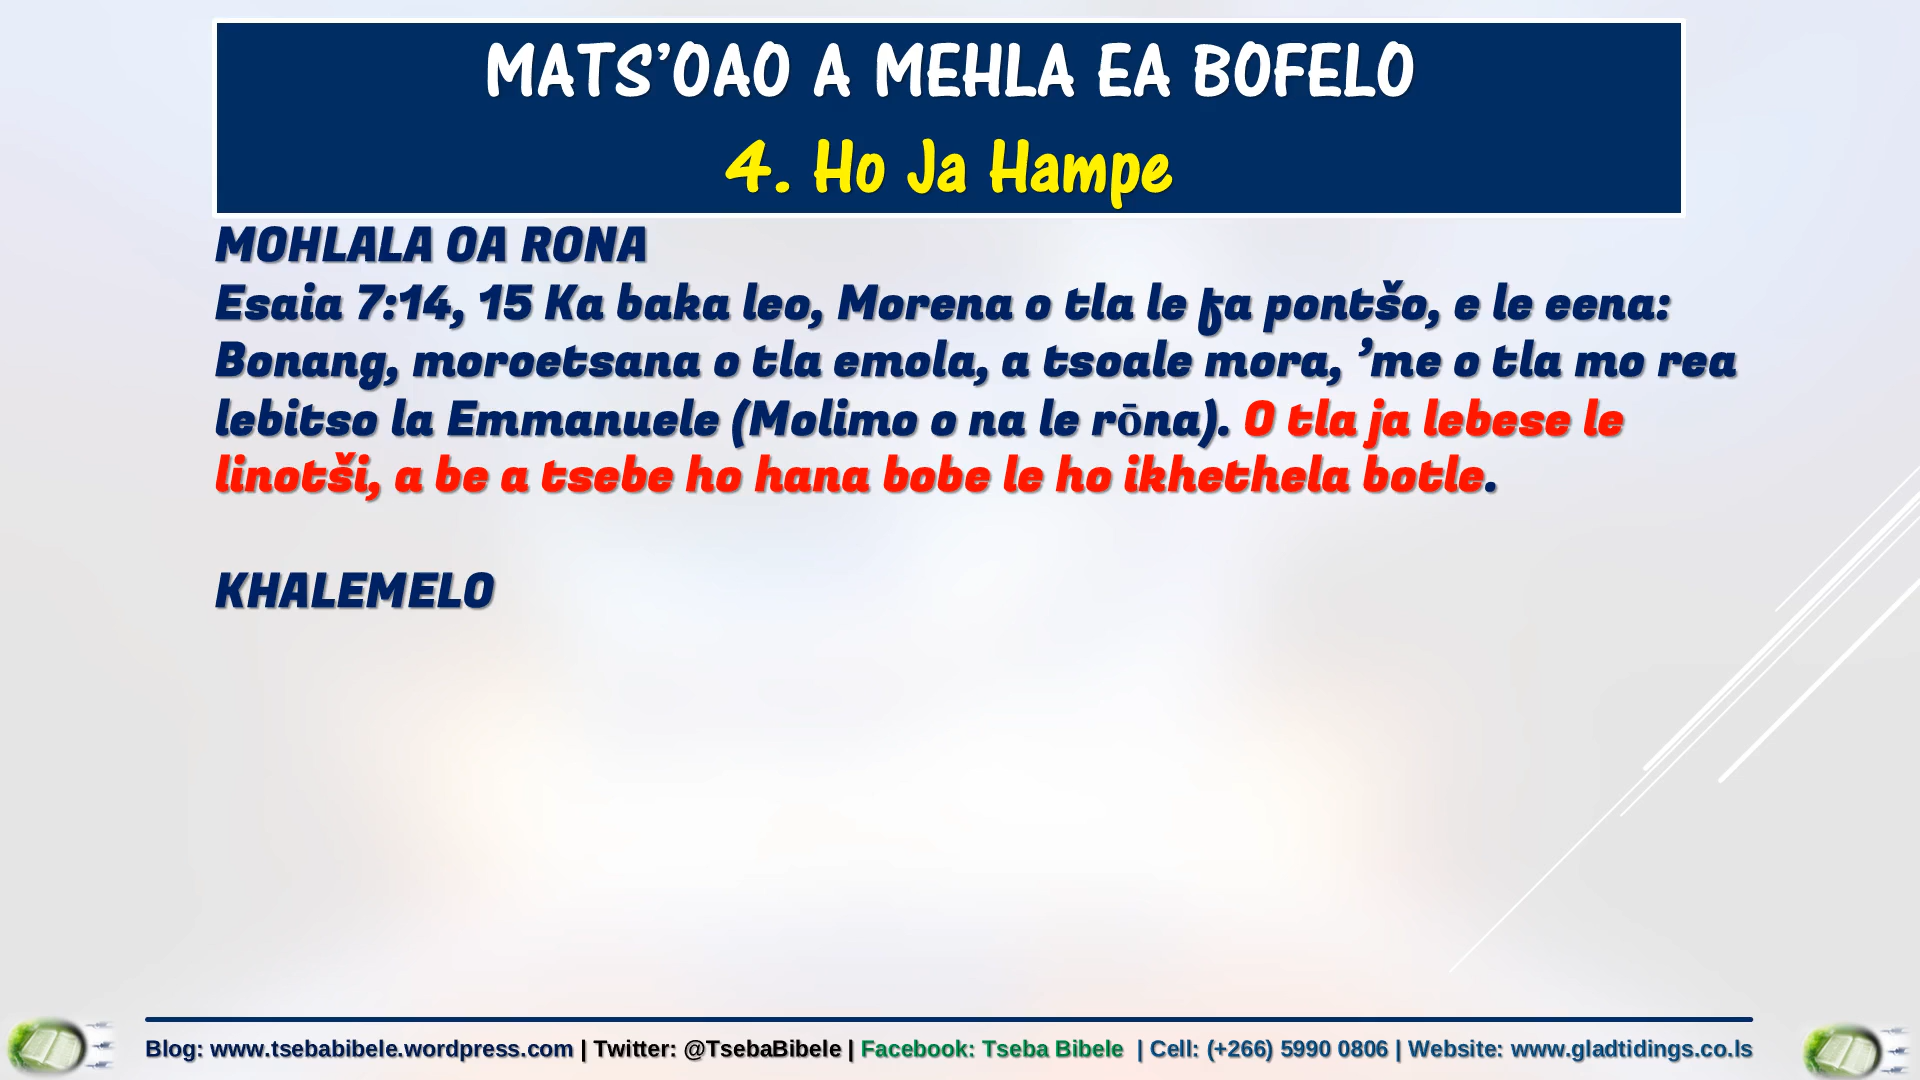 MATS’OAO A MEHLA EA BOFELO
4. Ho Ja Hampe
MOHLALA OA RONA
Esaia 7:14, 15 Ka baka leo, Morena o tla le fa pontšo, e le eena:
Bonang, moroetsana o tla emola, a tsoale mora, ’me o tla mo rea
lebitso la Emmanuele (Molimo o na le rōna). O tla ja lebese le
linotši, a be a tsebe ho hana bobe le ho ikhethela botle.
KHALEMELO
Blog: www.tsebabibele.wordpress.com | Twitter: @TsebaBibele | Facebook: Tseba Bibele | Cell: (+266) 5990 0806 | Website: www.gladtidings.co.ls